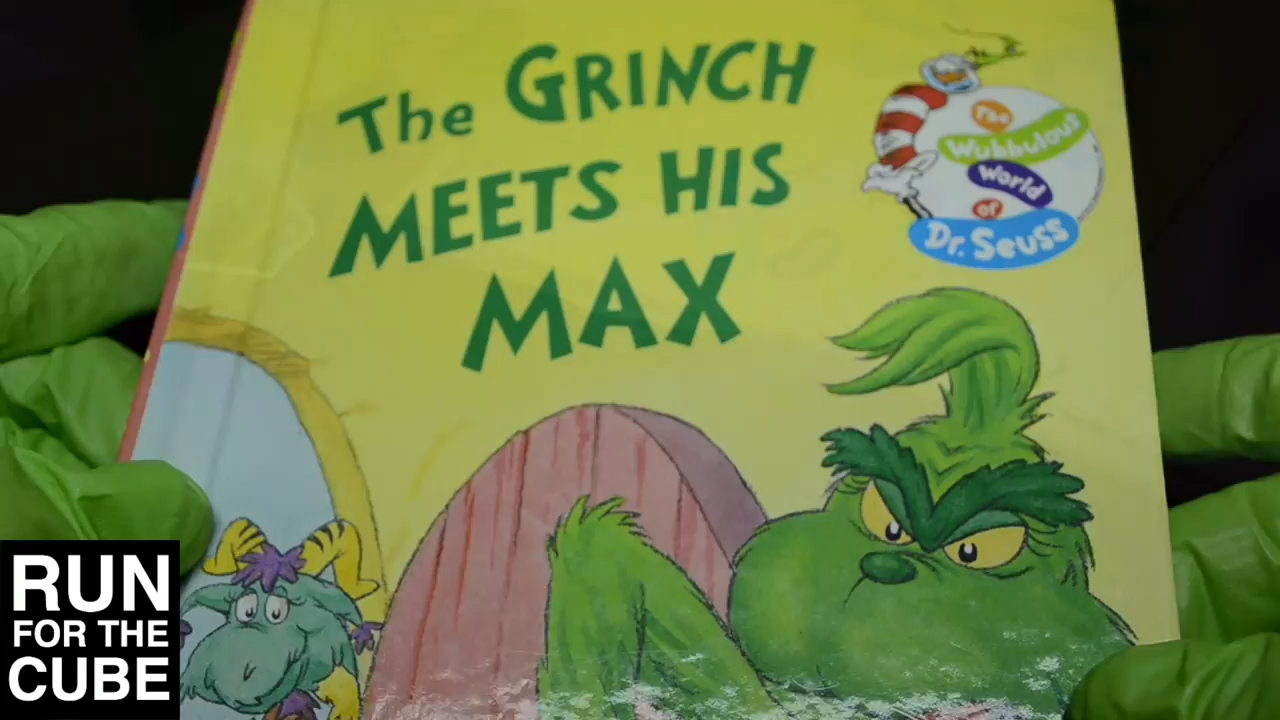 The GRINCH
MEETS HIS
MAX
The
Wubbulous
World
of
Dr. Seuss
RUN
FOR THE
CUBE